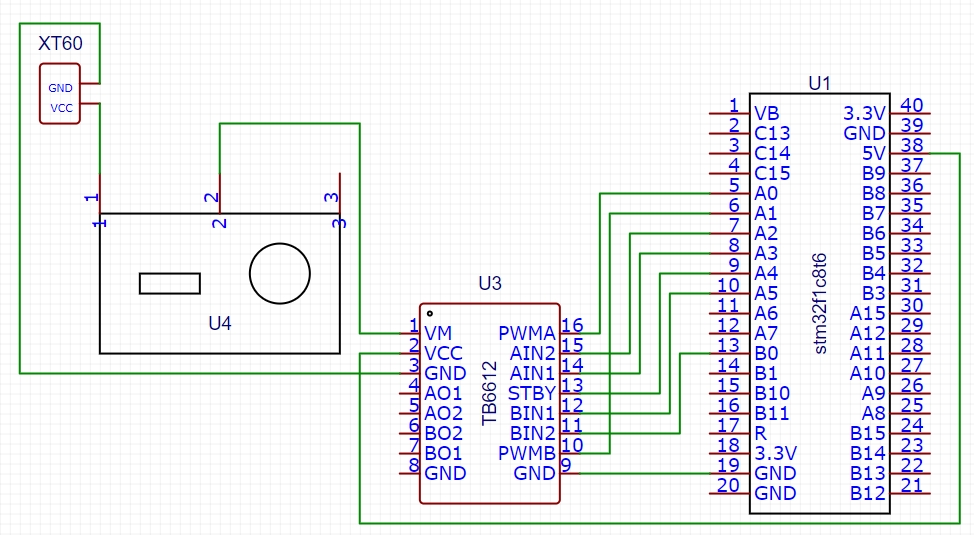 XT60
GND
VCC
1
2
3
1
2
3
U4
U3
1 VM PWMA 16
2 VCC AIN2 15
3 GND AIN1 14
4 AO1 STBY 13
5 AO2 BIN1 12
6 BO2 BIN2 11
7 BO1 PWMB 10
8 GND GND 9
TB6612
U1
1 VB 3.3V 40
2 C13 GND 39
3 C14 5V 38
4 C15 B9 37
5 A0 B8 36
6 A1 B7 35
7 A2 B6 34
8 A3 B5 33
9 A4 B4 32
10 A5 B3 31
11 A6 A15 30
12 A7 A12 29
13 B0 A11 28
14 B1 A10 27
15 B10 A9 26
16 B11 A8 25
17 R B15 24
18 3.3V B14 23
19 GND B13 22
20 GND B12 21
stm32f1c8t6